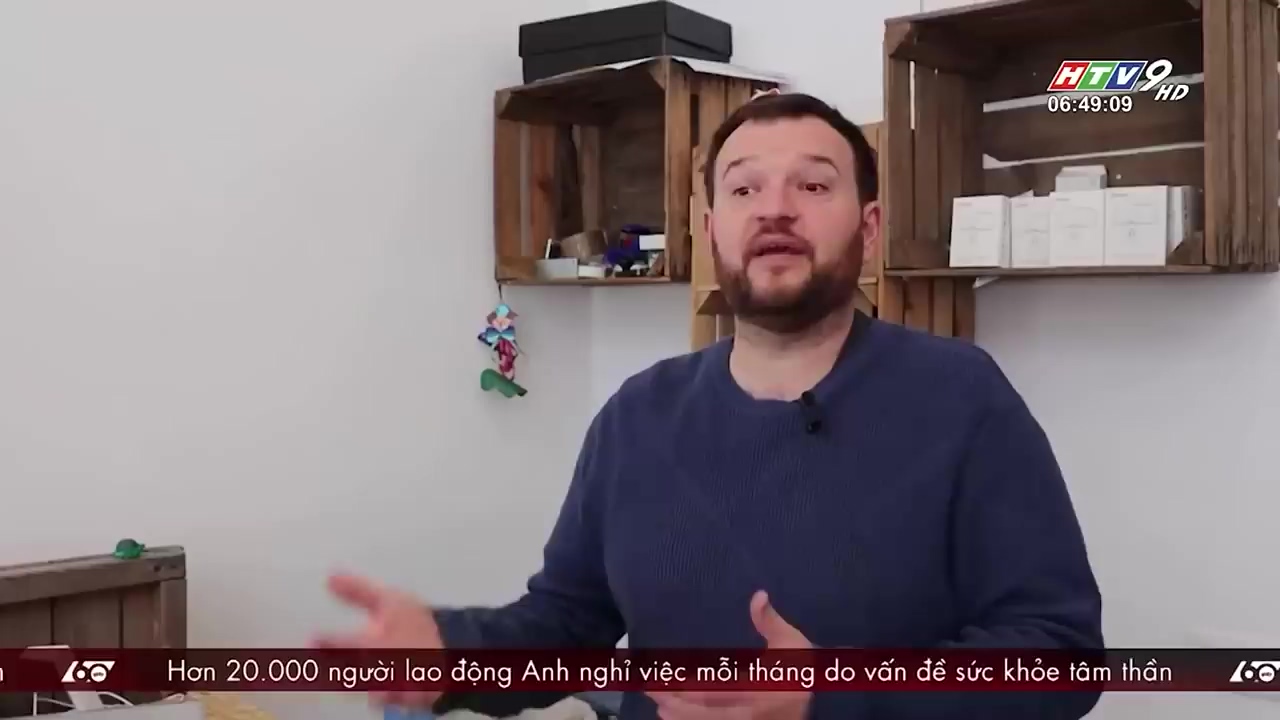 HTV9 HD
06:49:09
Hơn 20.000 người lao động Anh nghỉ việc mỗi tháng do vấn đề sức khỏe tâm thần